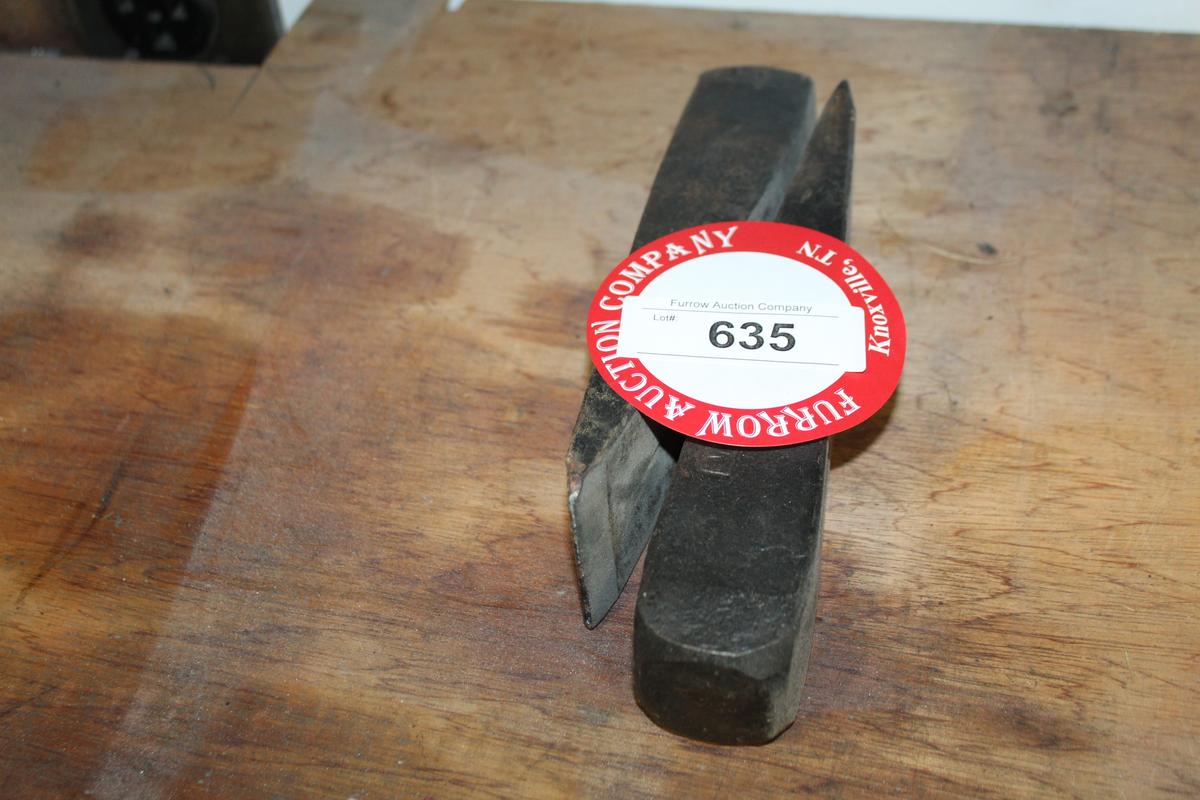 FURROW AUCTION COMPANY
Knoxville, TN
Furrow Auction Company
Lot#:
635